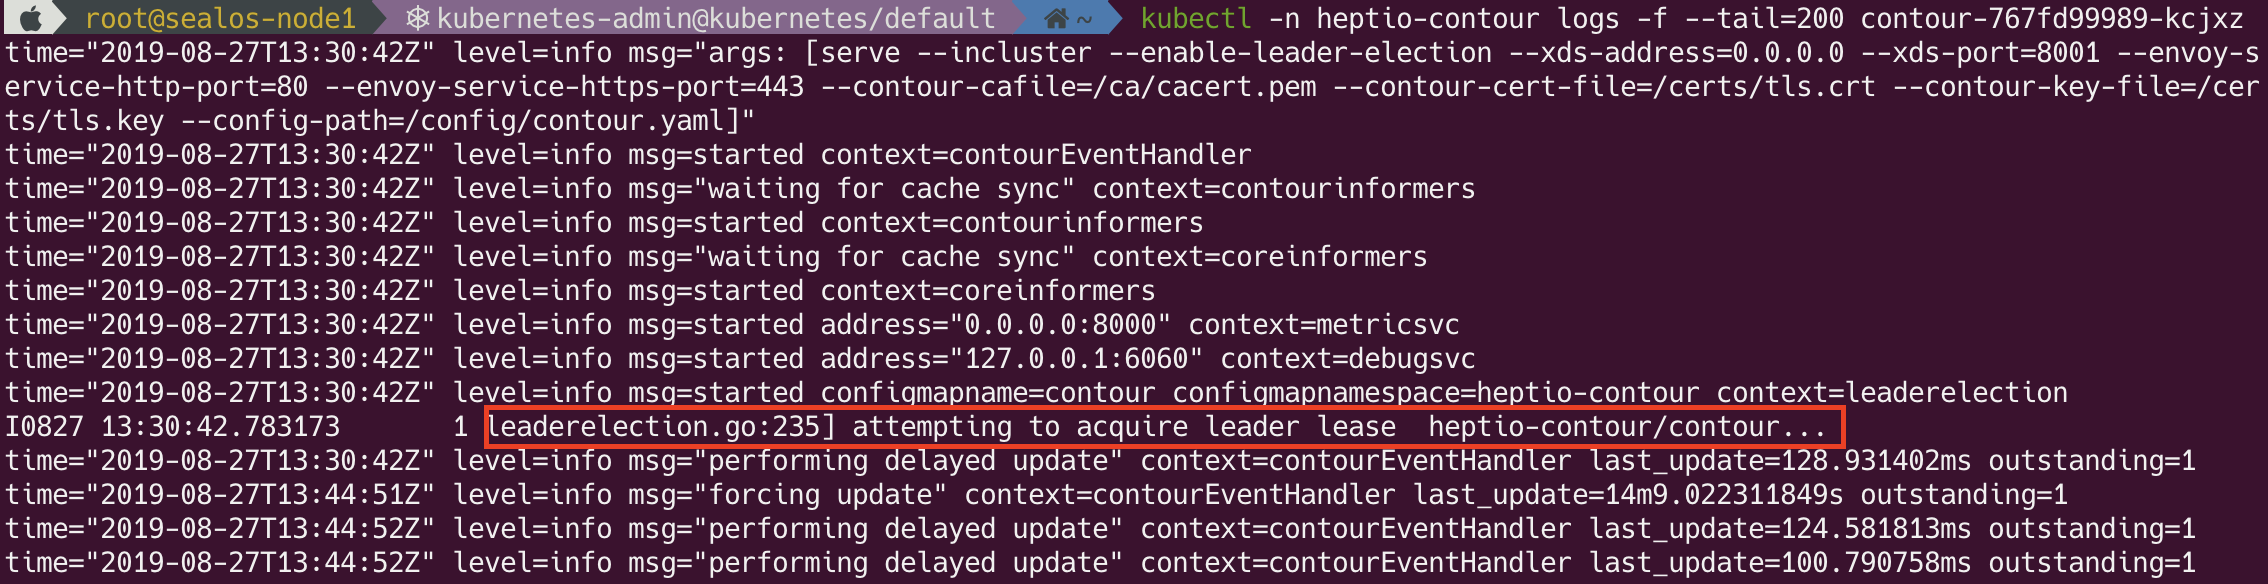 root@sealos-node1 kubernetes-admin@kubernetes/default ~ kubectl -n heptio-contour logs -f --tail=200 contour-767fd99989-kcjxz
time="2019-08-27T13:30:42Z" level=info msg="args: [serve --incluster --enable-leader-election --xds-address=0.0.0.0 --xds-port=8001 --envoy-s
ervice-http-port=80 --envoy-service-https-port=443 --contour-cafile=/ca/cacert.pem --contour-cert-file=/certs/tls.crt --contour-key-file=/cer
ts/tls.key --config-path=/config/contour.yaml]"
time="2019-08-27T13:30:42Z" level=info msg=started context=contourEventHandler
time="2019-08-27T13:30:42Z" level=info msg="waiting for cache sync" context=contourinformers
time="2019-08-27T13:30:42Z" level=info msg=started context=contourinformers
time="2019-08-27T13:30:42Z" level=info msg="waiting for cache sync" context=coreinformers
time="2019-08-27T13:30:42Z" level=info msg=started context=coreinformers
time="2019-08-27T13:30:42Z" level=info msg=started address="0.0.0.0:8000" context=metricsvc
time="2019-08-27T13:30:42Z" level=info msg=started address="127.0.0.1:6060" context=debugsvc
time="2019-08-27T13:30:42Z" level=info msg=started configmapname=contour configmapnamespace=heptio-contour context=leaderelection
I0827 13:30:42.783173       1 leaderelection.go:235] attempting to acquire leader lease  heptio-contour/contour...
time="2019-08-27T13:30:42Z" level=info msg="performing delayed update" context=contourEventHandler last_update=128.931402ms outstanding=1
time="2019-08-27T13:44:51Z" level=info msg="forcing update" context=contourEventHandler last_update=14m9.022311849s outstanding=1
time="2019-08-27T13:44:52Z" level=info msg="performing delayed update" context=contourEventHandler last_update=124.581813ms outstanding=1
time="2019-08-27T13:44:52Z" level=info msg="performing delayed update" context=contourEventHandler last_update=100.790758ms outstanding=1